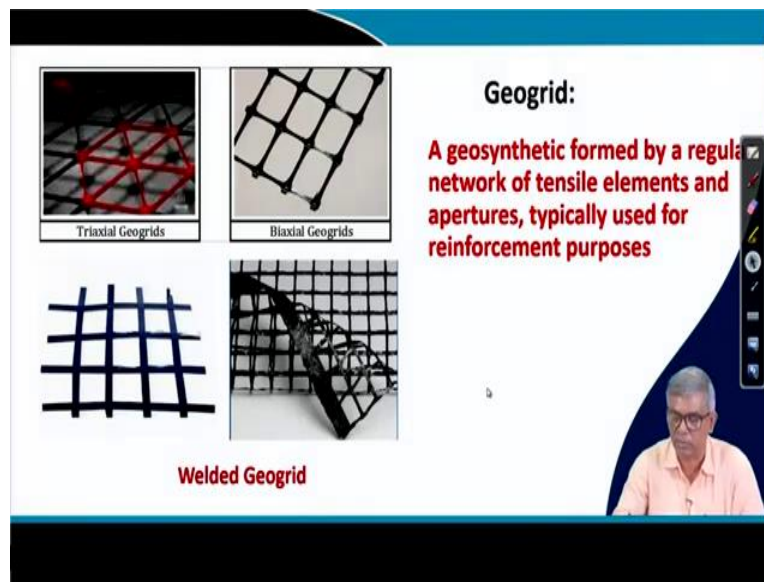 Geogrid:
A geosynthetic formed by a regula
network of tensile elements and
apertures, typically used for
reinforcement purposes
Triaxial Geogrids
Biaxial Geogrids
Welded Geogrid